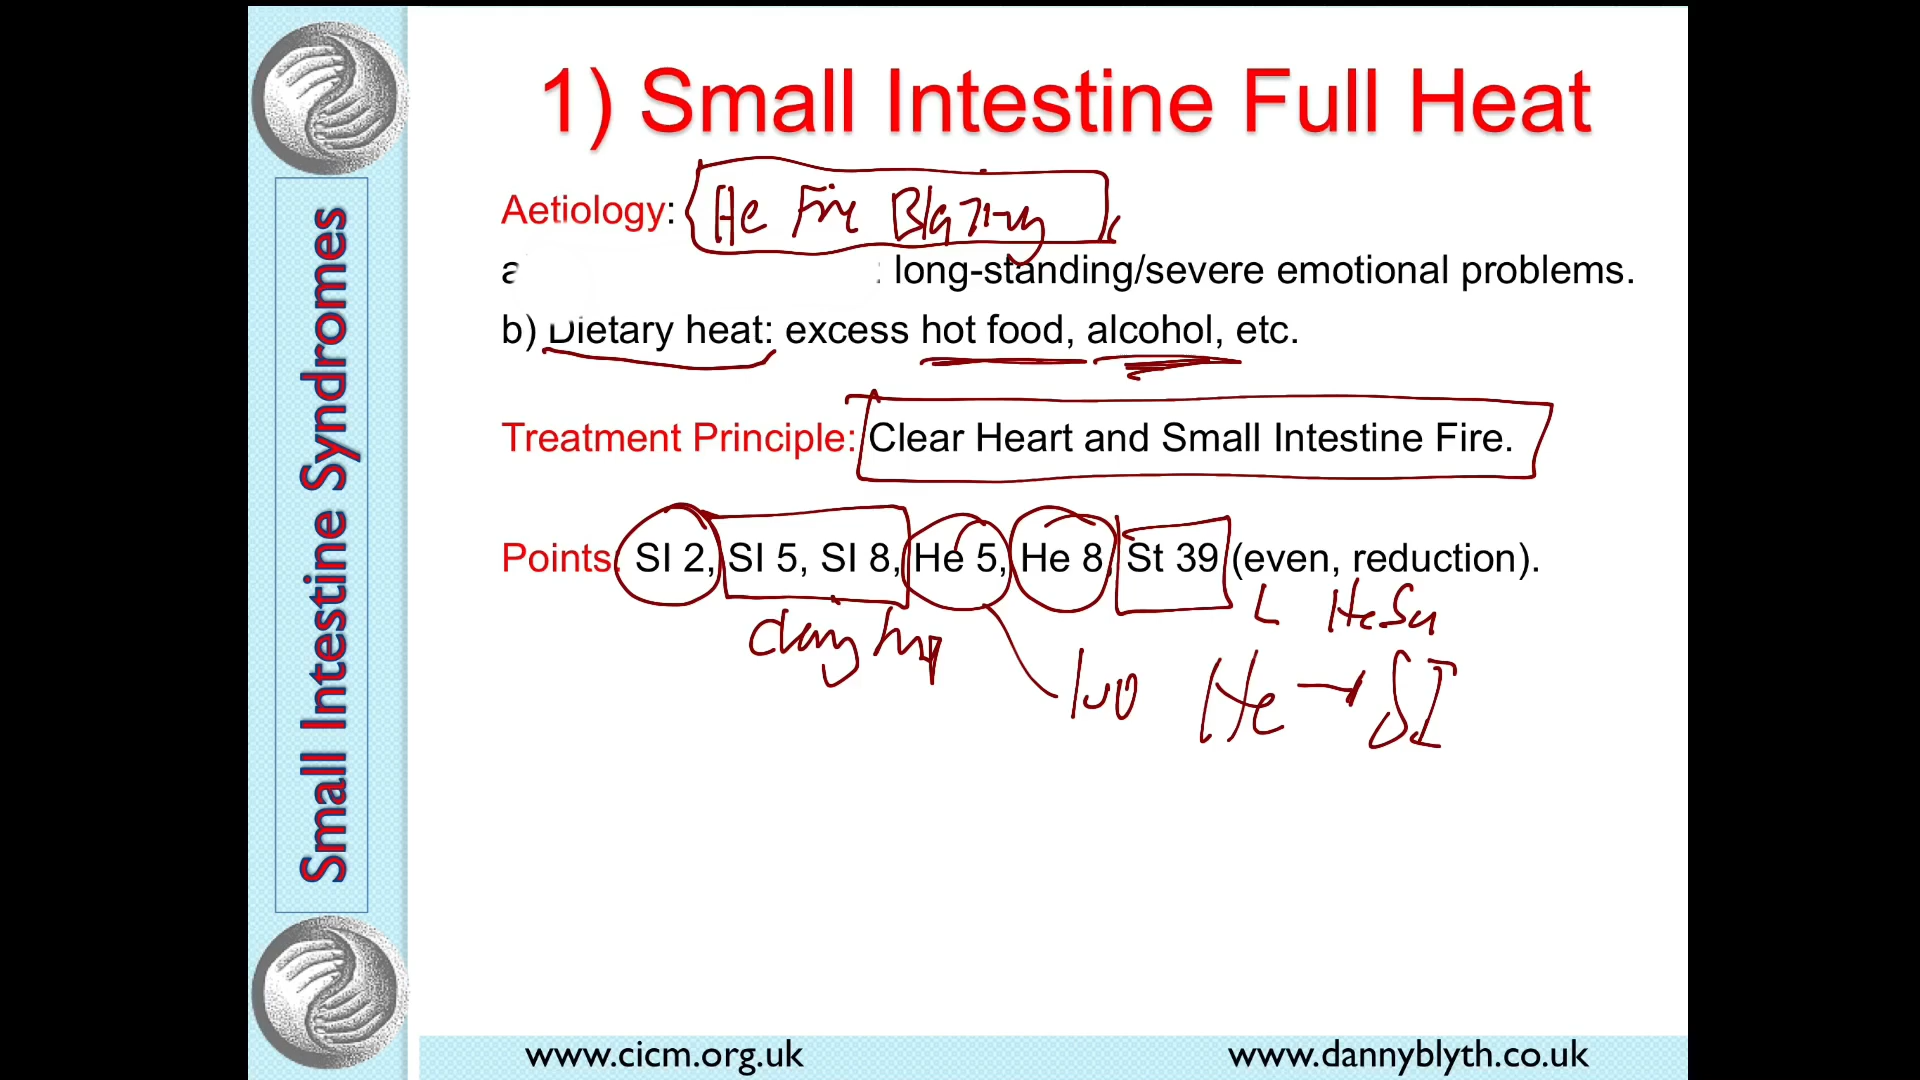 1) Small Intestine Full Heat
Aetiology: He Fire Blazing
a : long-standing/severe emotional problems.
b) Dietary heat: excess hot food, alcohol, etc.
Treatment Principle: Clear Heart and Small Intestine Fire.
Points: SI 2, SI 5, SI 8, He 5, He 8, St 39 (even, reduction).
L HeSu
luo He → SI
Small Intestine Syndromes
www.cicm.org.uk
www.dannyblyth.co.uk